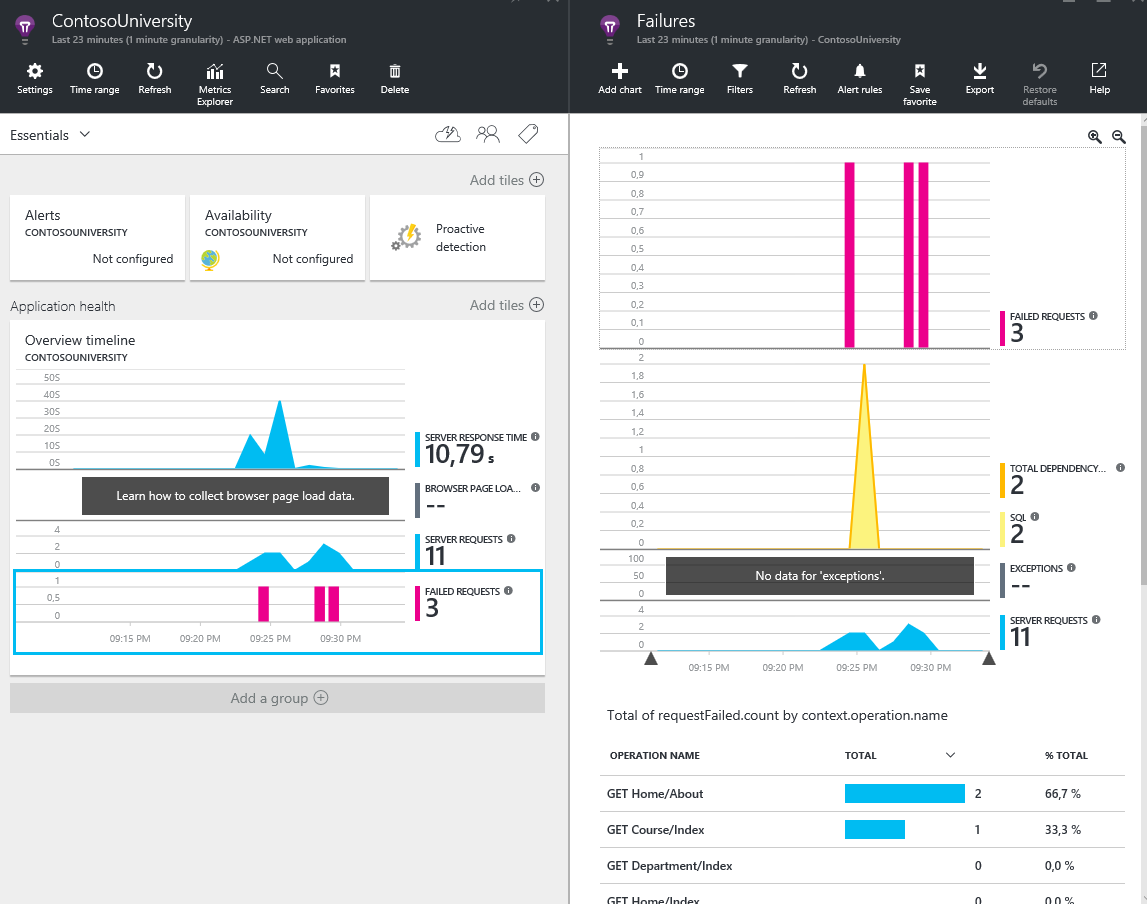 ContosoUniversity
Last 23 minutes (1 minute granularity) - ASP.NET web application
Settings
Time range
Refresh
Metrics
Explorer
Search
Favorites
Delete
Essentials
Add tiles
Alerts
CONTOSOUNIVERSITY
Not configured
Availability
CONTOSOUNIVERSITY
Not configured
Proactive
detection
Application health
Add tiles
Overview timeline
CONTOSOUNIVERSITY
50S
40S
30S
20S
10S
0S
SERVER RESPONSE TIME
10,79 s
Learn how to collect browser page load data.
BROWSER PAGE LOA...
--
4
2
0
SERVER REQUESTS
11
1
0,5
0
FAILED REQUESTS
3
09:15 PM
09:20 PM
09:25 PM
09:30 PM
Add a group
Failures
Last 23 minutes (1 minute granularity) - ContosoUniversity
Add chart
Time range
Filters
Refresh
Alert rules
Save
favorite
Export
Restore
defaults
Help
1
0,9
0,8
0,7
0,6
0,5
0,4
0,3
0,2
0,1
0
FAILED REQUESTS
3
2
1,8
1,6
1,4
1,2
1
0,8
0,6
0,4
0,2
0
TOTAL DEPENDENCY...
2
SQL
2
100
50
0
No data for 'exceptions'.
EXCEPTIONS
--
4
2
0
SERVER REQUESTS
11
09:15 PM
09:20 PM
09:25 PM
09:30 PM
Total of requestFailed.count by context.operation.name
OPERATION NAME TOTAL % TOTAL
GET Home/About 2 66,7 %
GET Course/Index 1 33,3 %
GET Department/Index 0 0,0 %
GET Home/Index 0 0,0 %